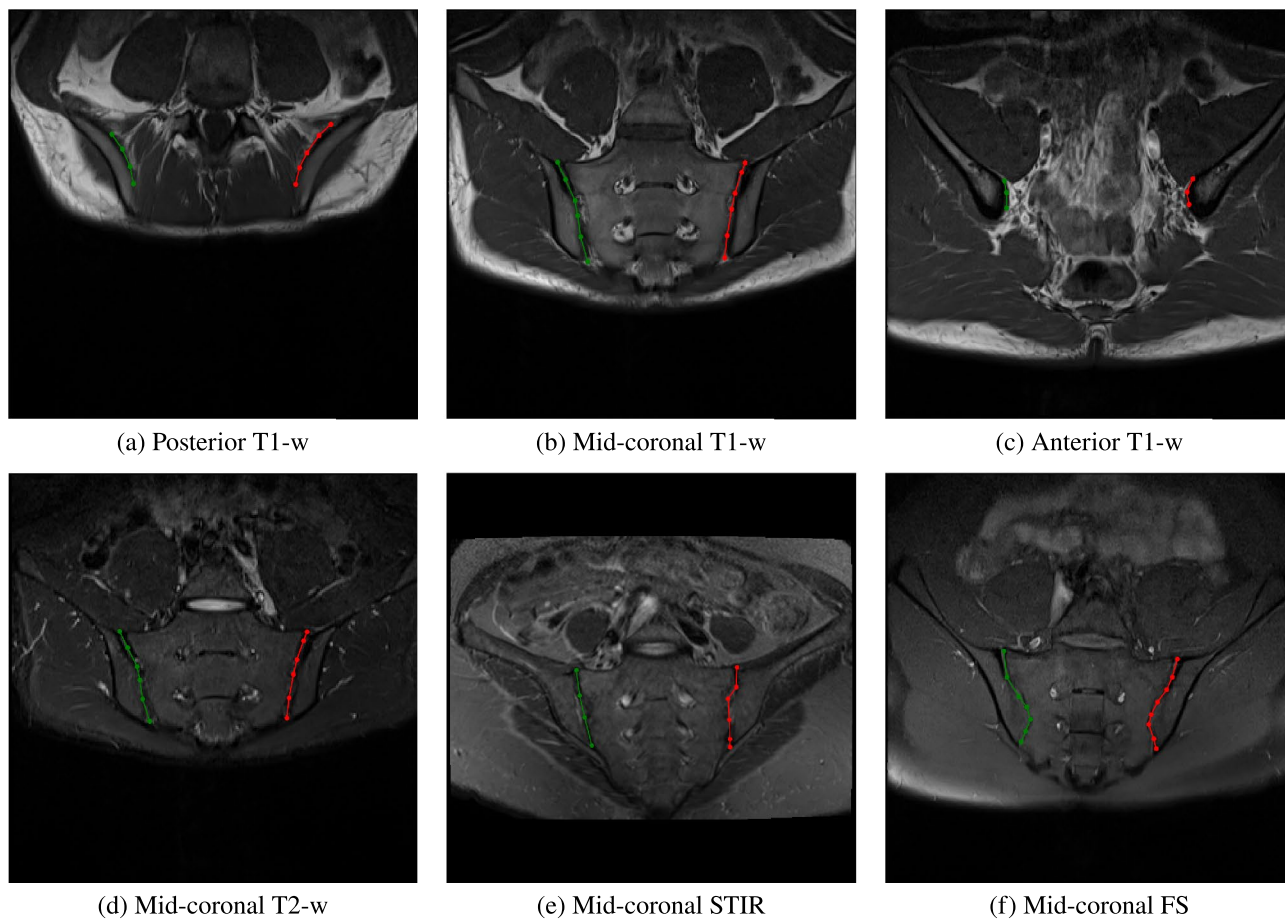 (a) Posterior T1-w
(b) Mid-coronal T1-w
(c) Anterior T1-w
(d) Mid-coronal T2-w
(e) Mid-coronal STIR
(f) Mid-coronal FS